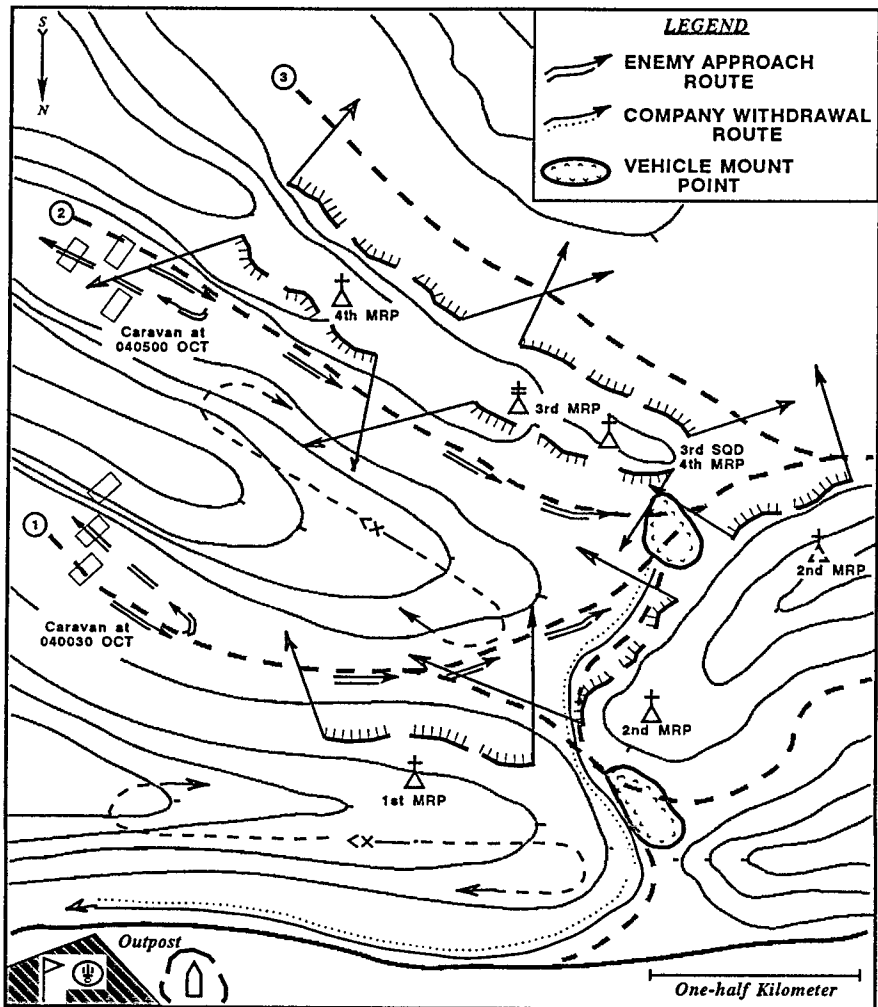 S
N
LEGEND
ENEMY APPROACH
ROUTE
COMPANY WITHDRAWAL
ROUTE
VEHICLE MOUNT
POINT
3
2
4th MRP
Caravan at
040500 OCT
3rd MRP
3rd SQD
4th MRP
1
<x
2nd MRP
Caravan at
040030 OCT
2nd MRP
1st MRP
<x
Outpost
One-half Kilometer